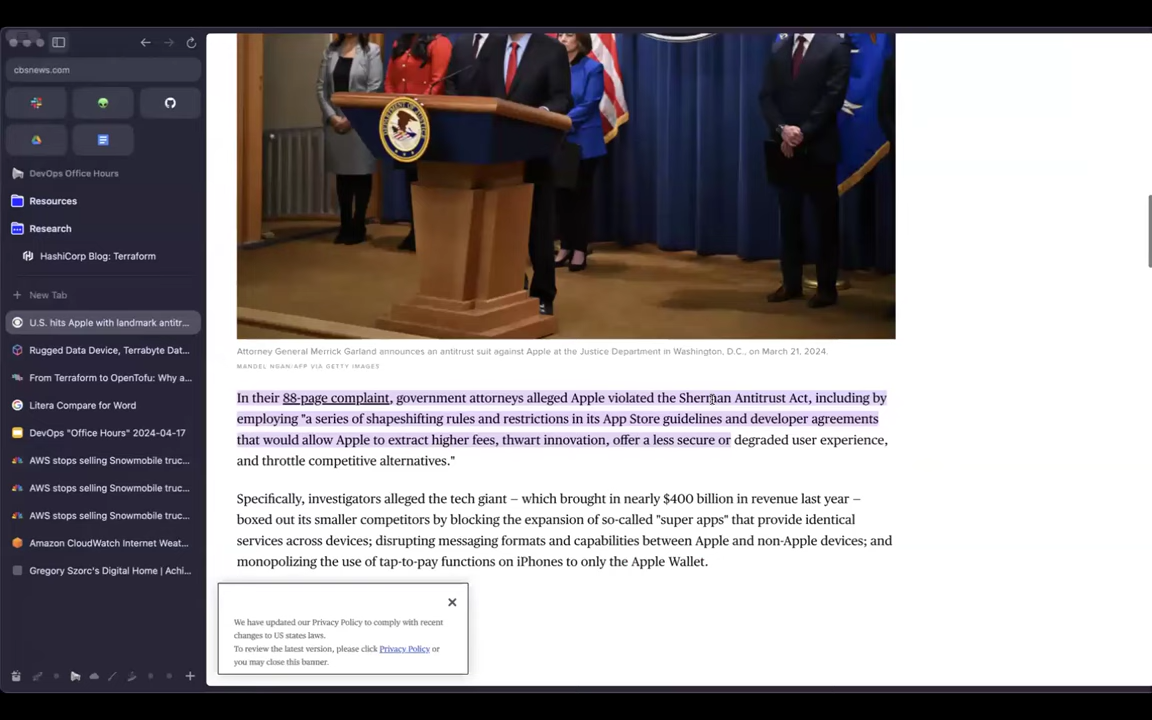 cbsnews.com
DevOps Office Hours
Resources
Research
HashiCorp Blog: Terraform
+ New Tab
U.S. hits Apple with landmark antitr...
Rugged Data Device, Terrabyte Dat...
From Terraform to OpenTofu: Why a...
Litera Compare for Word
DevOps "Office Hours" 2024-04-17
AWS stops selling Snowmobile truc...
AWS stops selling Snowmobile truc...
AWS stops selling Snowmobile truc...
Amazon CloudWatch Internet Weat...
Gregory Szorc's Digital Home | Achi...
Attorney General Merrick Garland announces an antitrust suit against Apple at the Justice Department in Washington, D.C., on March 21, 2024.
MANDEL NGAN/AFP VIA GETTY IMAGES
In their 88-page complaint, government attorneys alleged Apple violated the Sherman Antitrust Act, including by
employing "a series of shapeshifting rules and restrictions in its App Store guidelines and developer agreements
that would allow Apple to extract higher fees, thwart innovation, offer a less secure or degraded user experience,
and throttle competitive alternatives."
Specifically, investigators alleged the tech giant — which brought in nearly $400 billion in revenue last year —
boxed out its smaller competitors by blocking the expansion of so-called "super apps" that provide identical
services across devices; disrupting messaging formats and capabilities between Apple and non-Apple devices; and
monopolizing the use of tap-to-pay functions on iPhones to only the Apple Wallet.
We have updated our Privacy Policy to comply with recent
changes to US states laws.
To review the latest version, please click Privacy Policy or
you may close this banner.